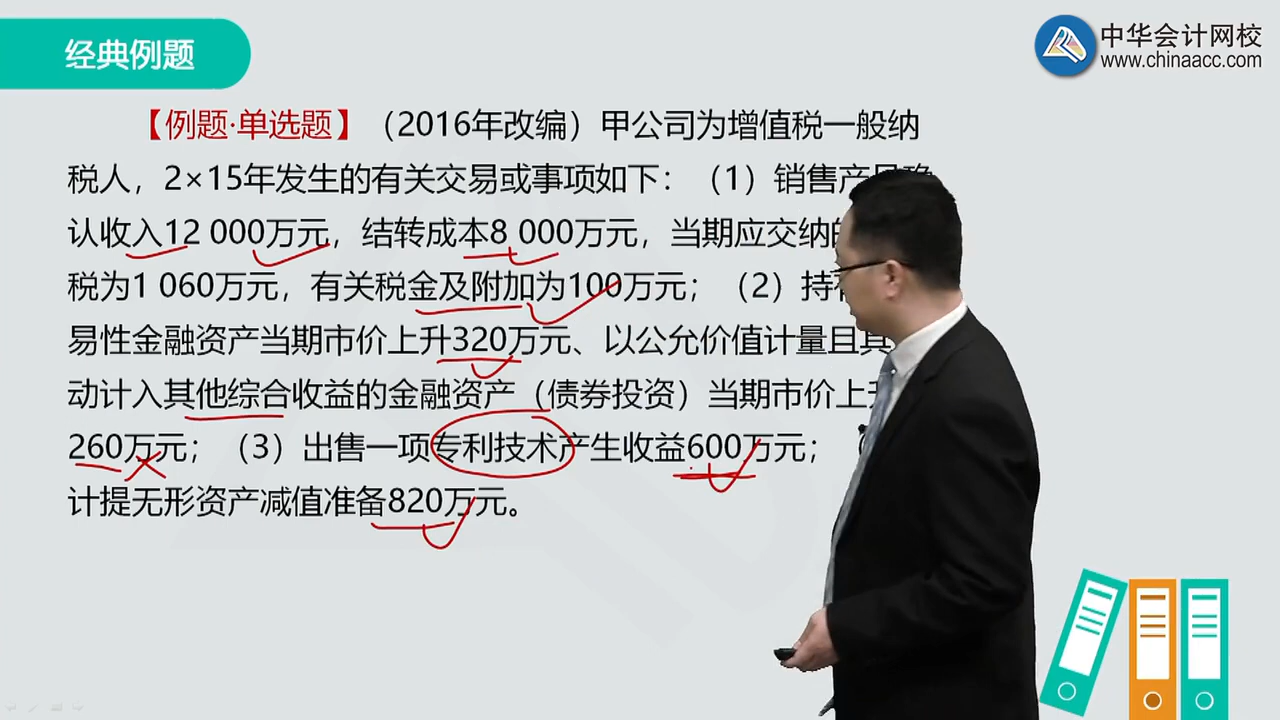 经典例题
中华会计网校
www.chinaacc.com
【例题·单选题】（2016年改编）甲公司为增值税一般纳
税人，2×15年发生的有关交易或事项如下：（1）销售产品确
认收入12 000万元，结转成本8 000万元，当期应交纳的
税为1 060万元，有关税金及附加为100万元；（2）持有
易性金融资产当期市价上升320万元、以公允价值计量且其
动计入其他综合收益的金融资产（债券投资）当期市价上升
260万元；（3）出售一项专利技术产生收益600万元；（
计提无形资产减值准备820万元。